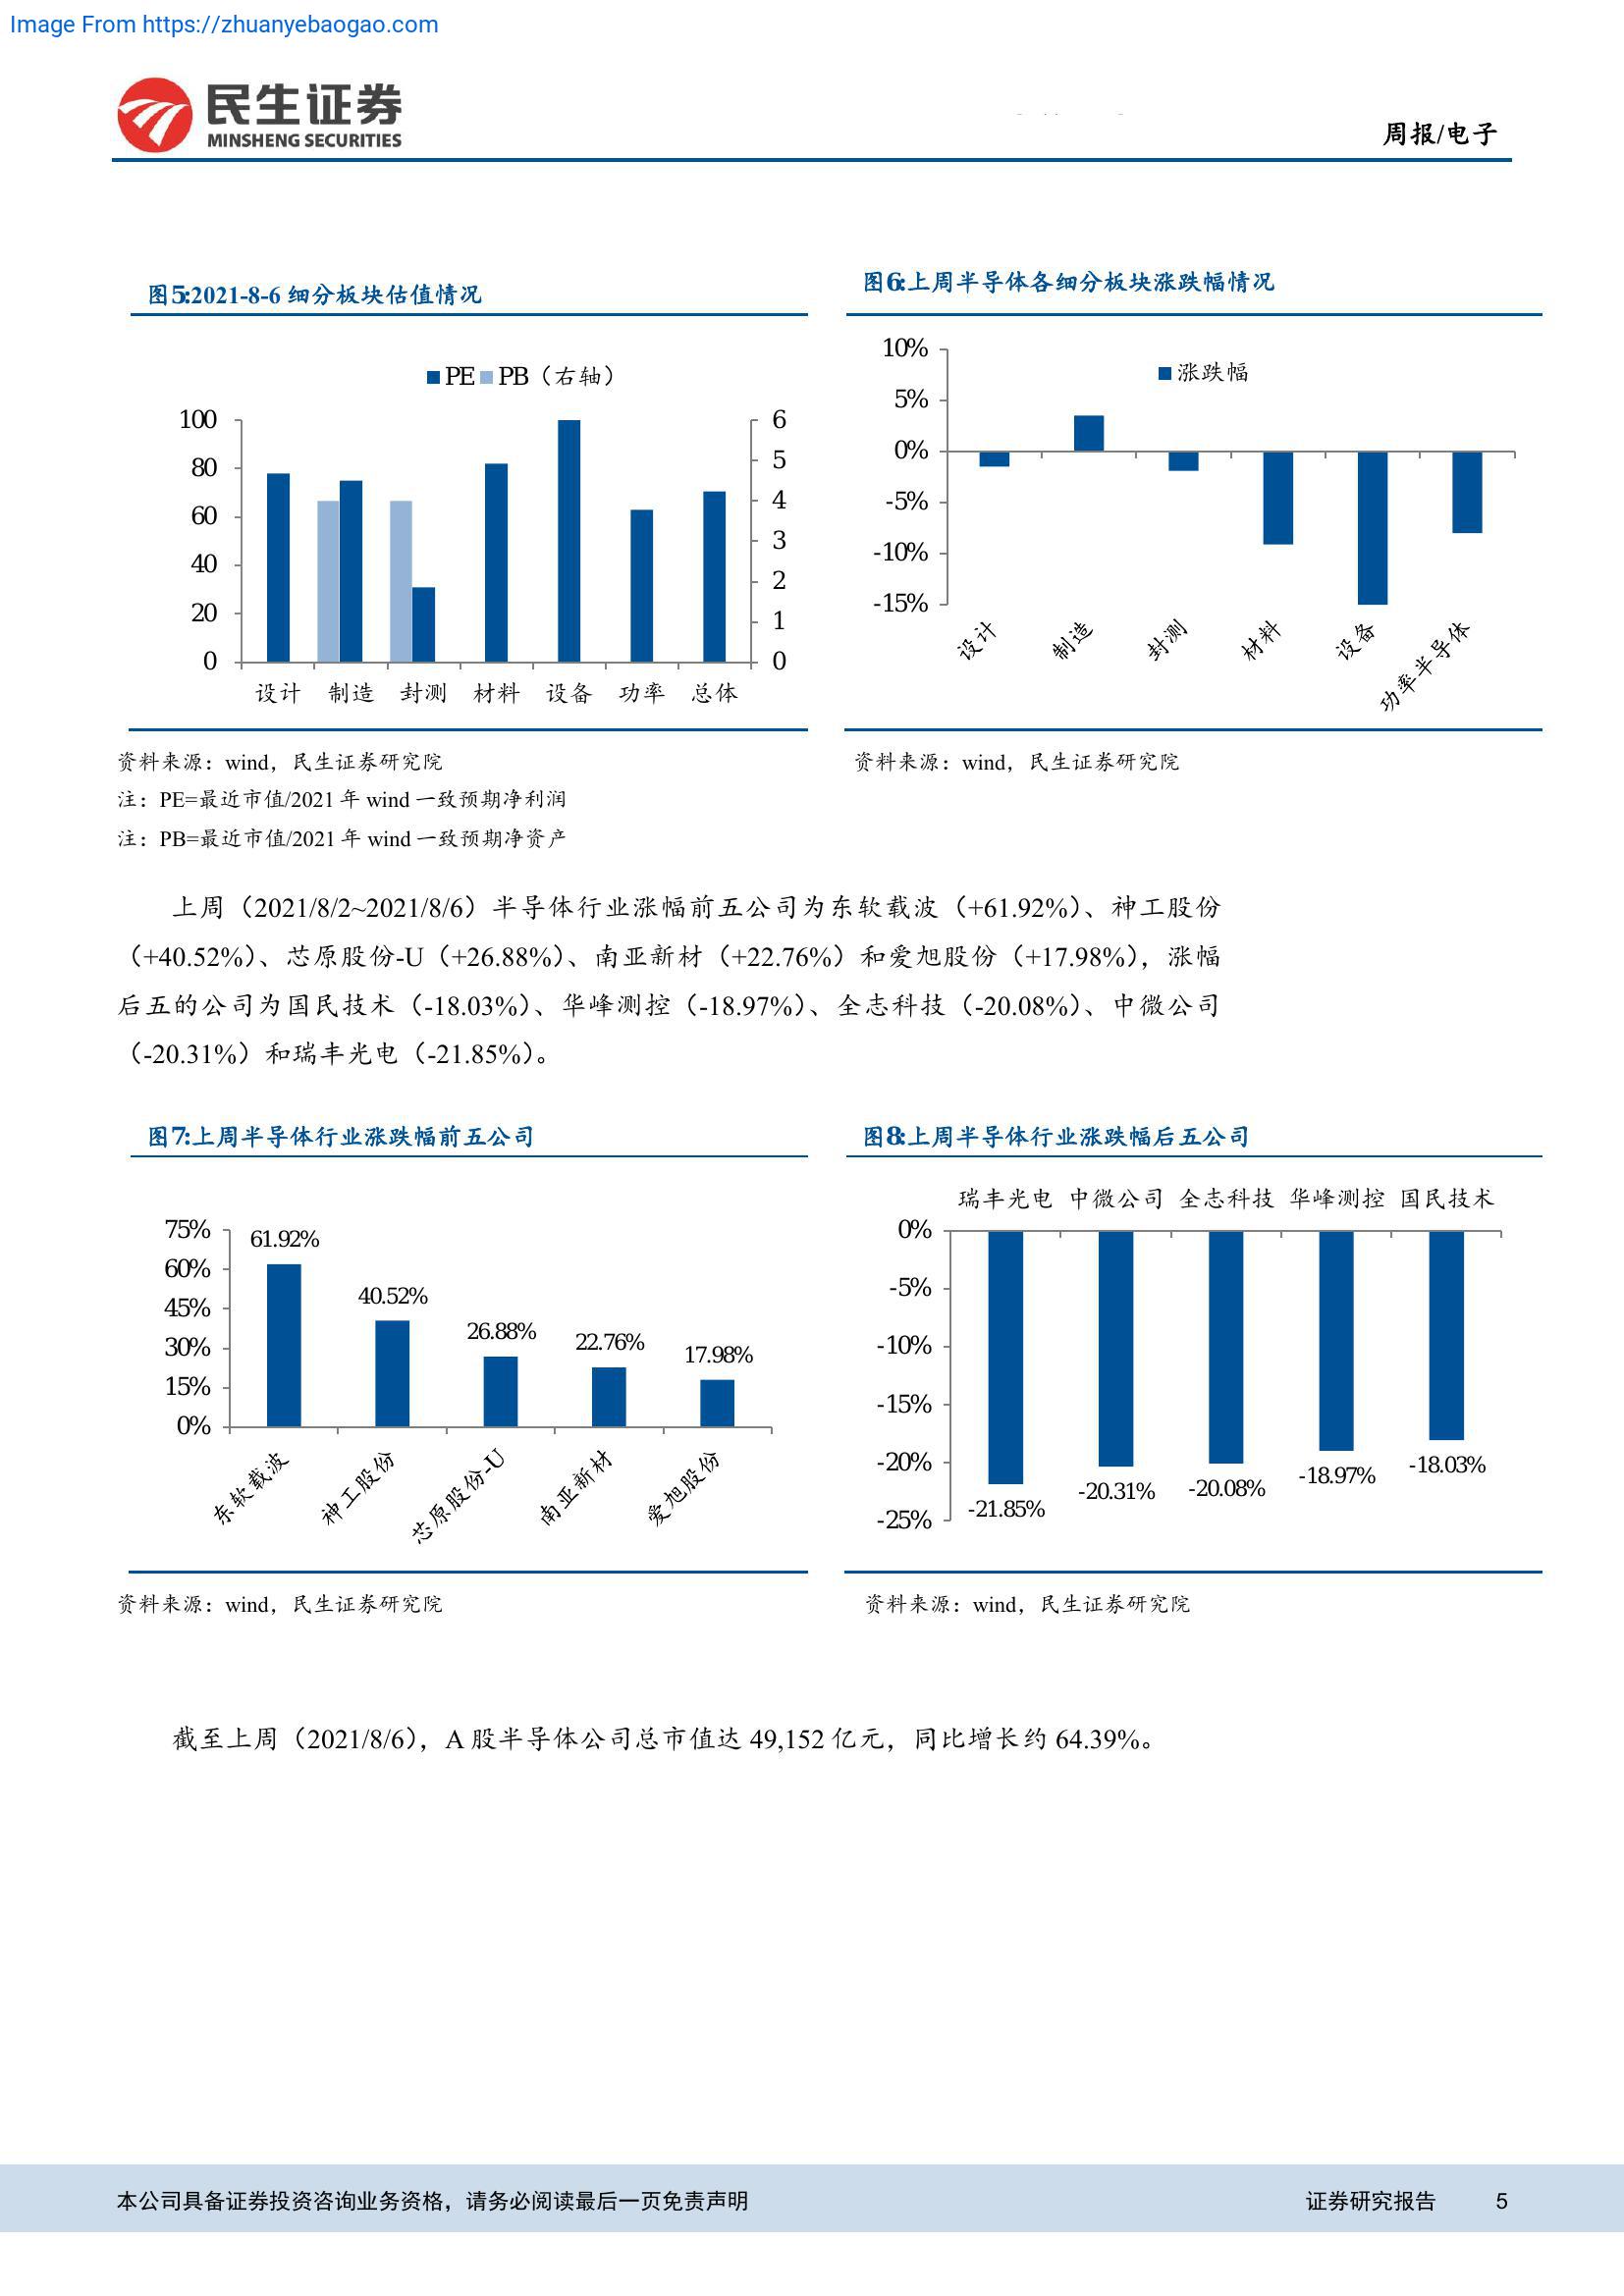 Image From https://zhuanyebaogao.com
民生证券
MINSHENG SECURITIES
周报/电子
图5:2021-8-6 细分板块估值情况
PE PB（右轴）
100
80
60
40
20
0
6
5
4
3
2
1
0
设计 制造 封测 材料 设备 功率 总体
资料来源：wind，民生证券研究院
注：PE=最近市值/2021 年 wind 一致预期净利润
注：PB=最近市值/2021 年 wind 一致预期净资产
图6:上周半导体各细分板块涨跌幅情况
涨跌幅
10%
5%
0%
-5%
-10%
-15%
设计 制造 封测 材料 设备 功率半导体
资料来源：wind，民生证券研究院
上周（2021/8/2~2021/8/6）半导体行业涨幅前五公司为东软载波（+61.92%）、神工股份
（+40.52%）、芯原股份-U（+26.88%）、南亚新材（+22.76%）和爱旭股份（+17.98%），涨幅
后五的公司为国民技术（-18.03%）、华峰测控（-18.97%）、全志科技（-20.08%）、中微公司
（-20.31%）和瑞丰光电（-21.85%）。
图7:上周半导体行业涨跌幅前五公司
75%
60%
45%
30%
15%
0%
61.92%
40.52%
26.88%
22.76%
17.98%
东软载波 神工股份 芯原股份-U 南亚新材 爱旭股份
资料来源：wind，民生证券研究院
图8:上周半导体行业涨跌幅后五公司
瑞丰光电 中微公司 全志科技 华峰测控 国民技术
0%
-5%
-10%
-15%
-20%
-25%
-21.85%
-20.31%
-20.08%
-18.97%
-18.03%
资料来源：wind，民生证券研究院
截至上周（2021/8/6），A 股半导体公司总市值达 49,152 亿元，同比增长约 64.39%。
本公司具备证券投资咨询业务资格，请务必阅读最后一页免责声明
证券研究报告 5